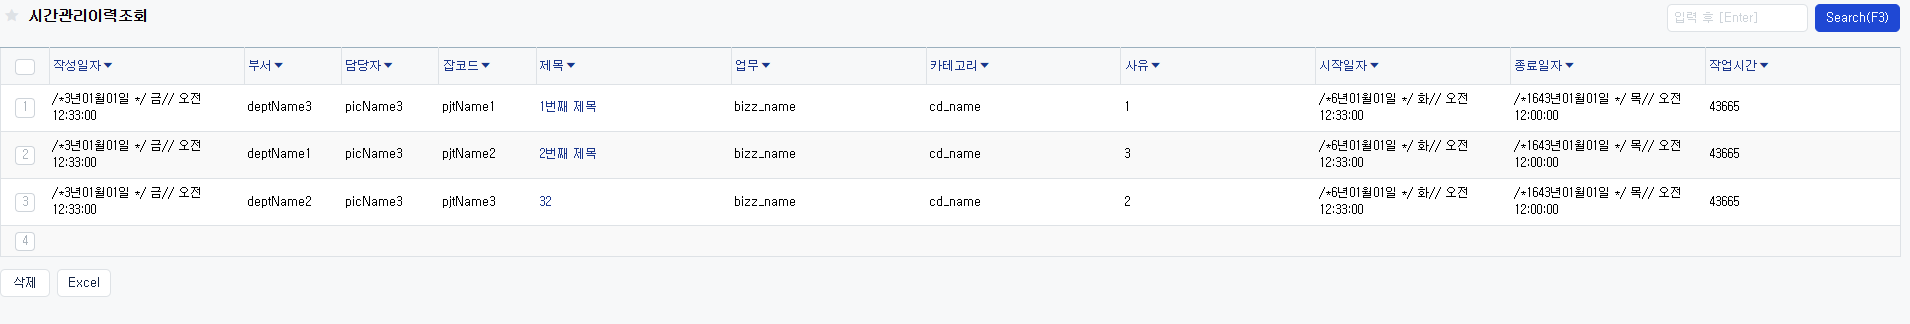 시간관리이력조회
입력 후 [Enter] Search(F3)
작성일자 부서 담당자 잡코드 제목 업무 카테고리 사유 시작일자 종료일자 작업시간
1 /*3년01월01일 */ 금// 오전 12:33:00 deptName3 picName3 pjtName1 1번째 제목 bizz_name cd_name 1 /*6년01월01일 */ 화// 오전 12:33:00 /*1643년01월01일 */ 목// 오전 12:00:00 43665
2 /*3년01월01일 */ 금// 오전 12:33:00 deptName1 picName3 pjtName2 2번째 제목 bizz_name cd_name 3 /*6년01월01일 */ 화// 오전 12:33:00 /*1643년01월01일 */ 목// 오전 12:00:00 43665
3 /*3년01월01일 */ 금// 오전 12:33:00 deptName2 picName3 pjtName3 32 bizz_name cd_name 2 /*6년01월01일 */ 화// 오전 12:33:00 /*1643년01월01일 */ 목// 오전 12:00:00 43665
4
삭제 Excel